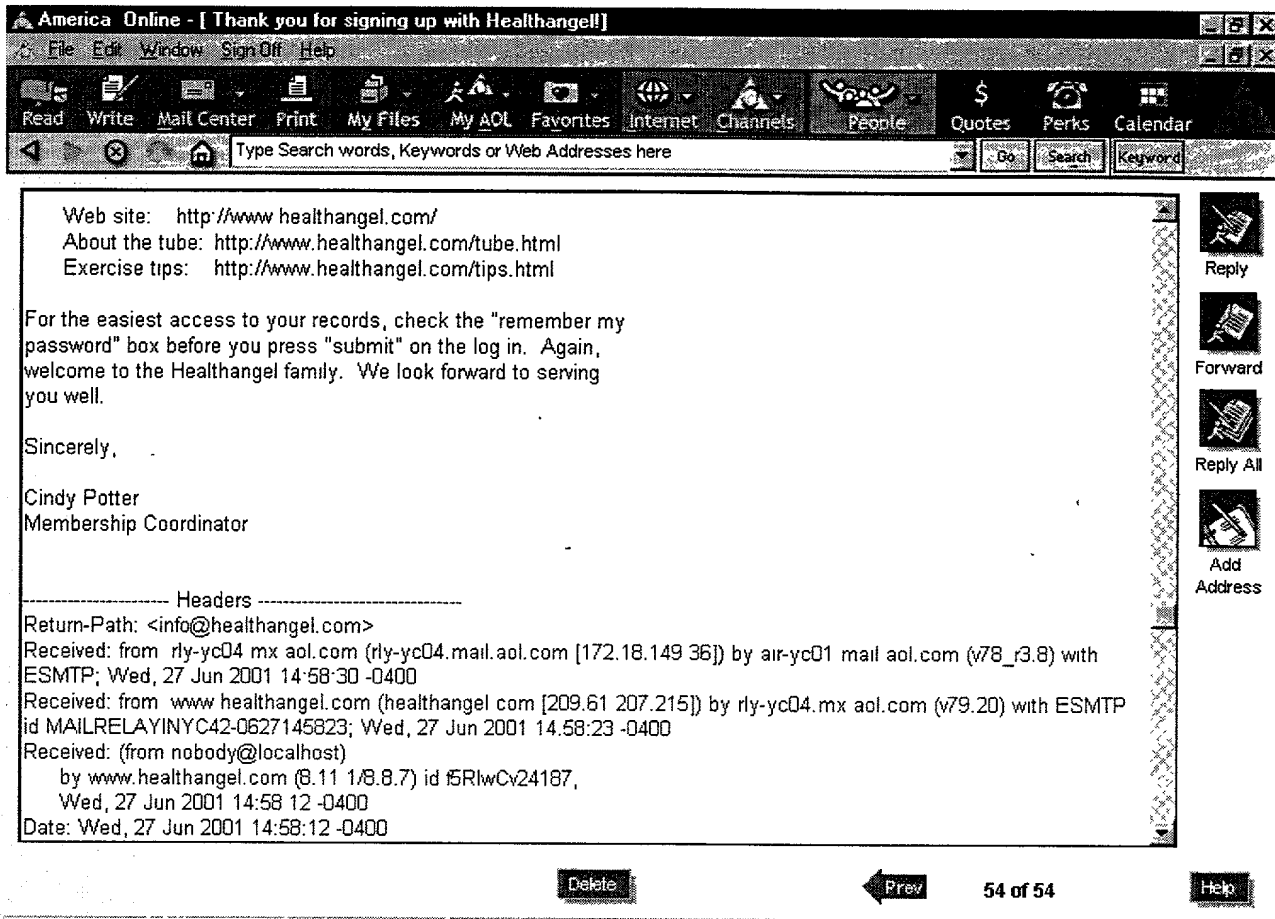 America Online - [ Thank you for signing up with Healthangel!]
File Edit Window Sign Off Help
Read Write Mail Center Print My Files My AOL Favorites Internet Channels People Quotes Perks Calendar
Type Search words, Keywords or Web Addresses here Go Search Keyword
Web site: http://www healthangel.com/
About the tube: http://www.healthangel.com/tube.html
Exercise tips: http://www.healthangel.com/tips.html
For the easiest access to your records, check the "remember my
password" box before you press "submit" on the log in. Again,
welcome to the Healthangel family. We look forward to serving
you well.
Sincerely,
Cindy Potter
Membership Coordinator
---------------------- Headers --------------------------------
Return-Path: <info@healthangel.com>
Received: from rly-yc04 mx aol.com (rly-yc04.mail.aol.com [172.18.149 36]) by air-yc01 mail aol.com (v78_r3.8) with
ESMTP; Wed, 27 Jun 2001 14:58:30 -0400
Received: from www healthangel.com (healthangel com [209.61 207.215]) by rly-yc04.mx aol.com (v79.20) with ESMTP
id MAILRELAYINYC42-0627145823; Wed, 27 Jun 2001 14.58:23 -0400
Received: (from nobody@localhost)
by www.healthangel.com (8.11 1/8.8.7) id f5RIwCv24187,
Wed, 27 Jun 2001 14:58 12 -0400
Date: Wed, 27 Jun 2001 14:58:12 -0400
Reply
Forward
Reply All
Add
Address
Delete Prev 54 of 54 Help